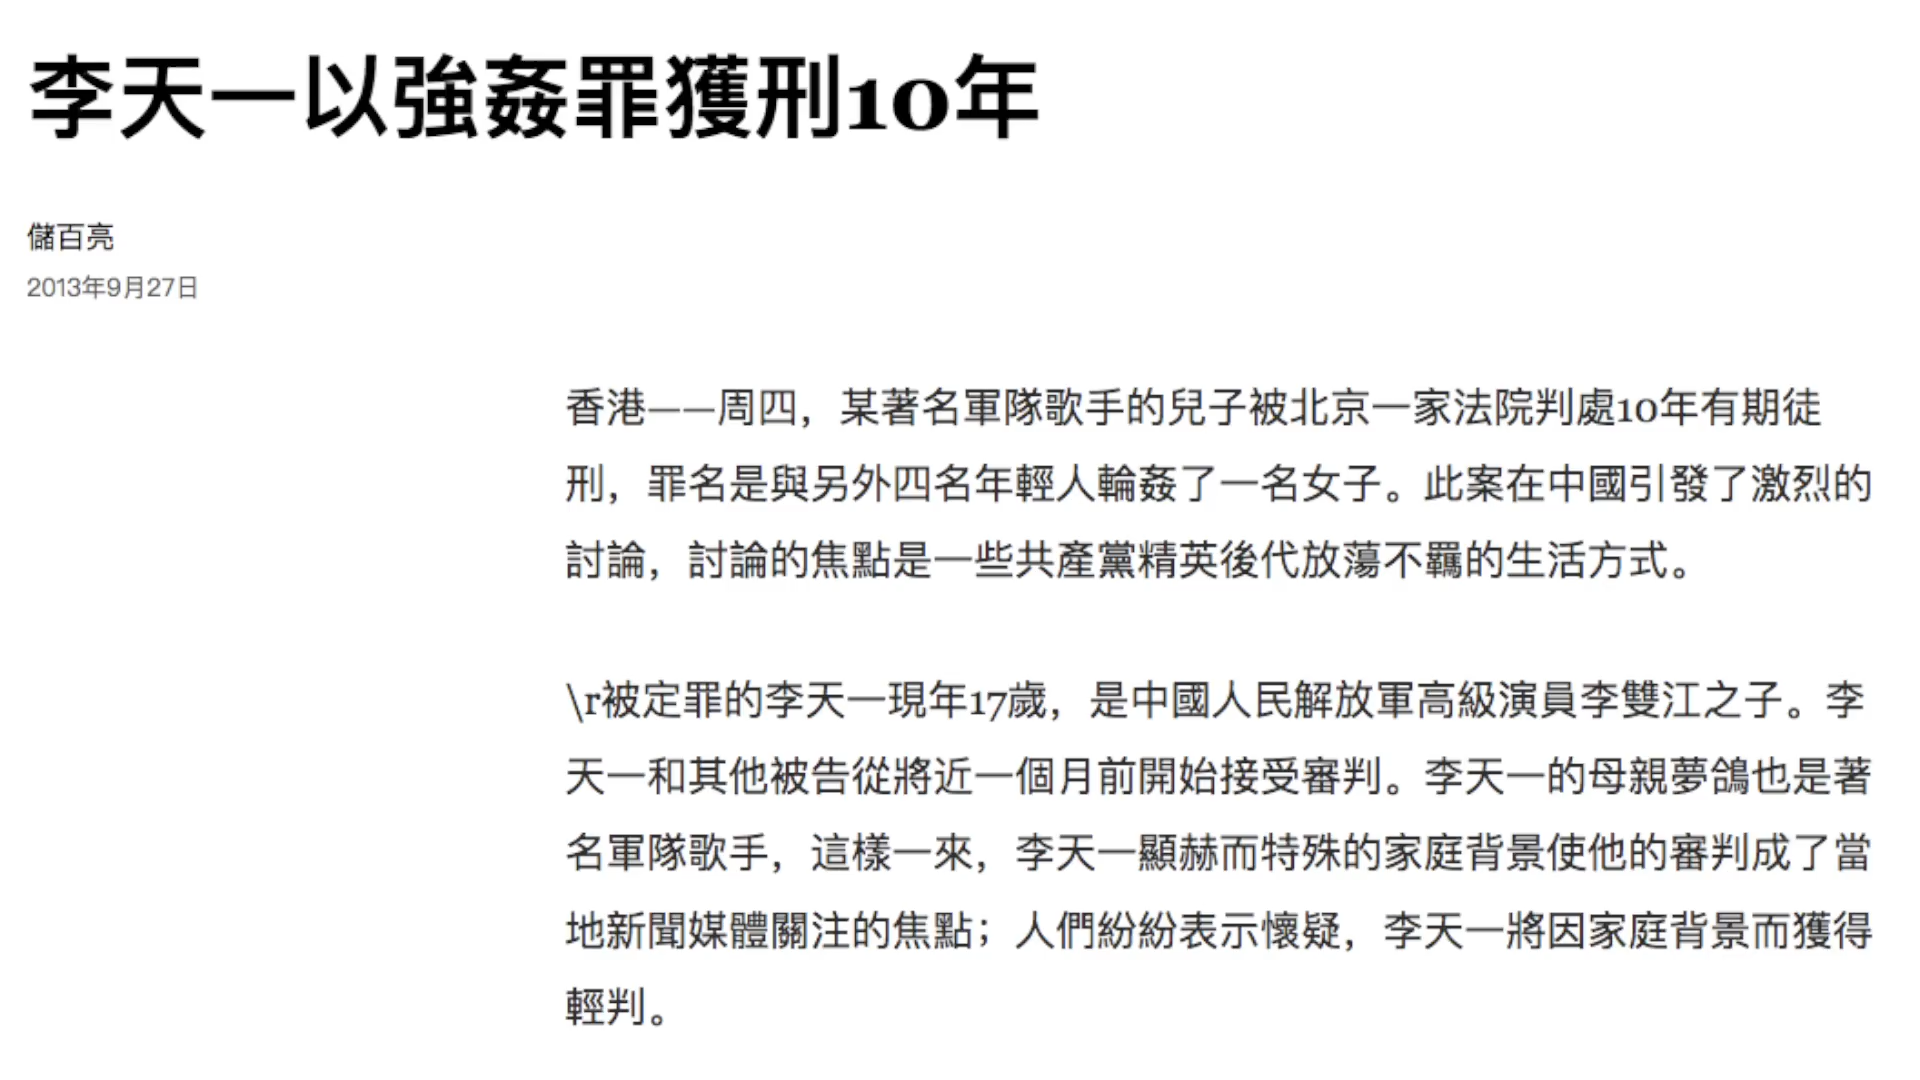 李天一以強姦罪獲刑10年
儲百亮
2013年9月27日
香港——周四，某著名軍隊歌手的兒子被北京一家法院判處10年有期徒
刑，罪名是與另外四名年輕人輪姦了一名女子。此案在中國引發了激烈的
討論，討論的焦點是一些共產黨精英後代放蕩不羈的生活方式。
\r被定罪的李天一現年17歲，是中國人民解放軍高級演員李雙江之子。李
天一和其他被告從將近一個月前開始接受審判。李天一的母親夢鴿也是著
名軍隊歌手，這樣一來，李天一顯赫而特殊的家庭背景使他的審判成了當
地新聞媒體關注的焦點；人們紛紛表示懷疑，李天一將因家庭背景而獲得
輕判。